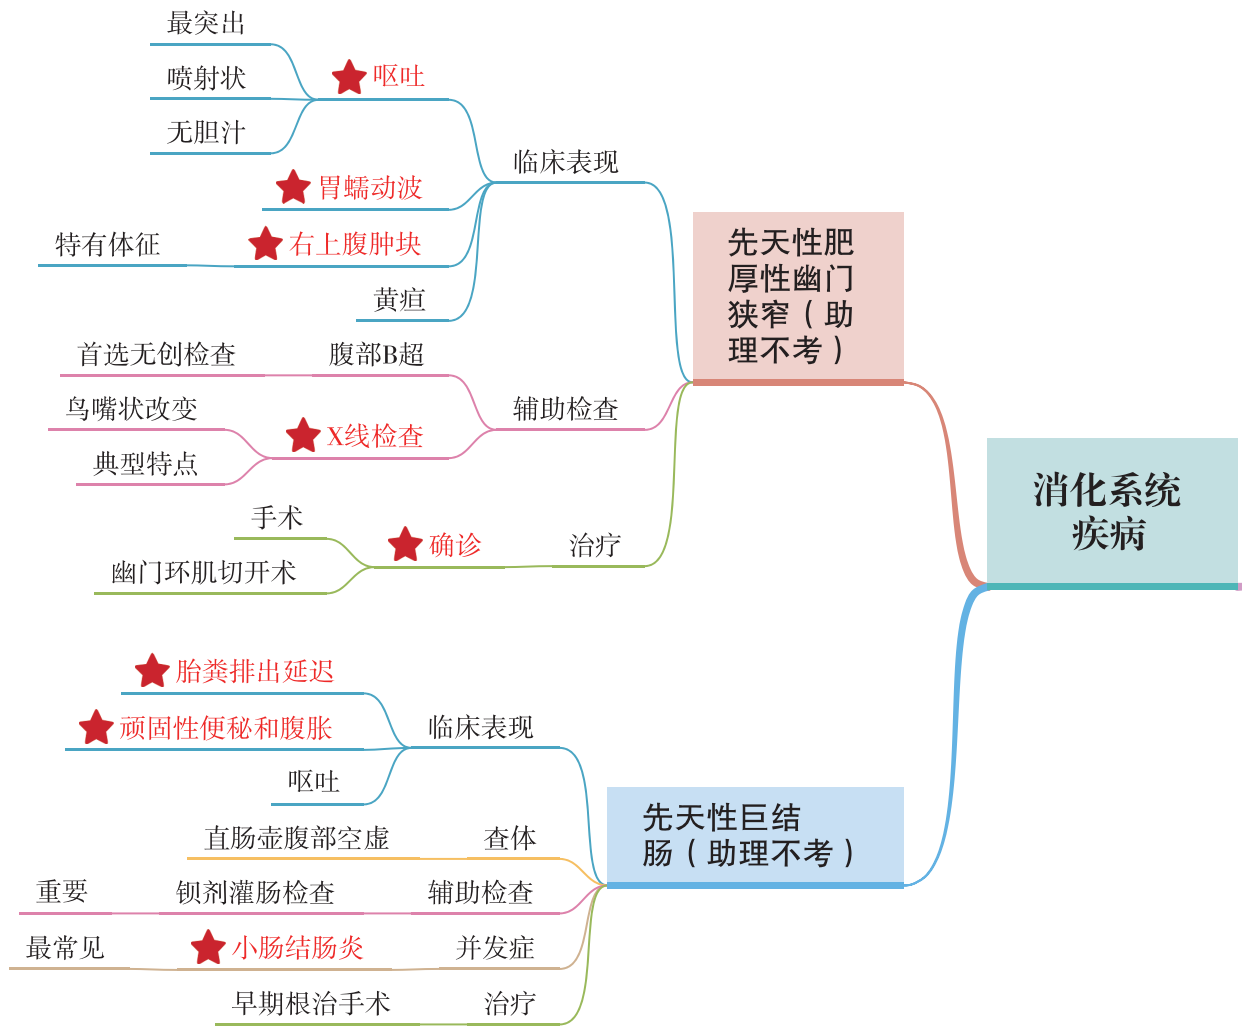 最突出
喷射状
无胆汁
呕吐
临床表现
胃蠕动波
特有体征
右上腹肿块
黄疸
先天性肥
厚性幽门
狭窄（助
理不考）
首选无创检查
腹部B超
鸟嘴状改变
典型特点
X线检查
辅助检查
手术
幽门环肌切开术
确诊
治疗
消化系统
疾病
胎粪排出延迟
顽固性便秘和腹胀
呕吐
临床表现
直肠壶腹部空虚
查体
先天性巨结
肠（助理不考）
重要
钡剂灌肠检查
辅助检查
最常见
小肠结肠炎
并发症
早期根治手术
治疗